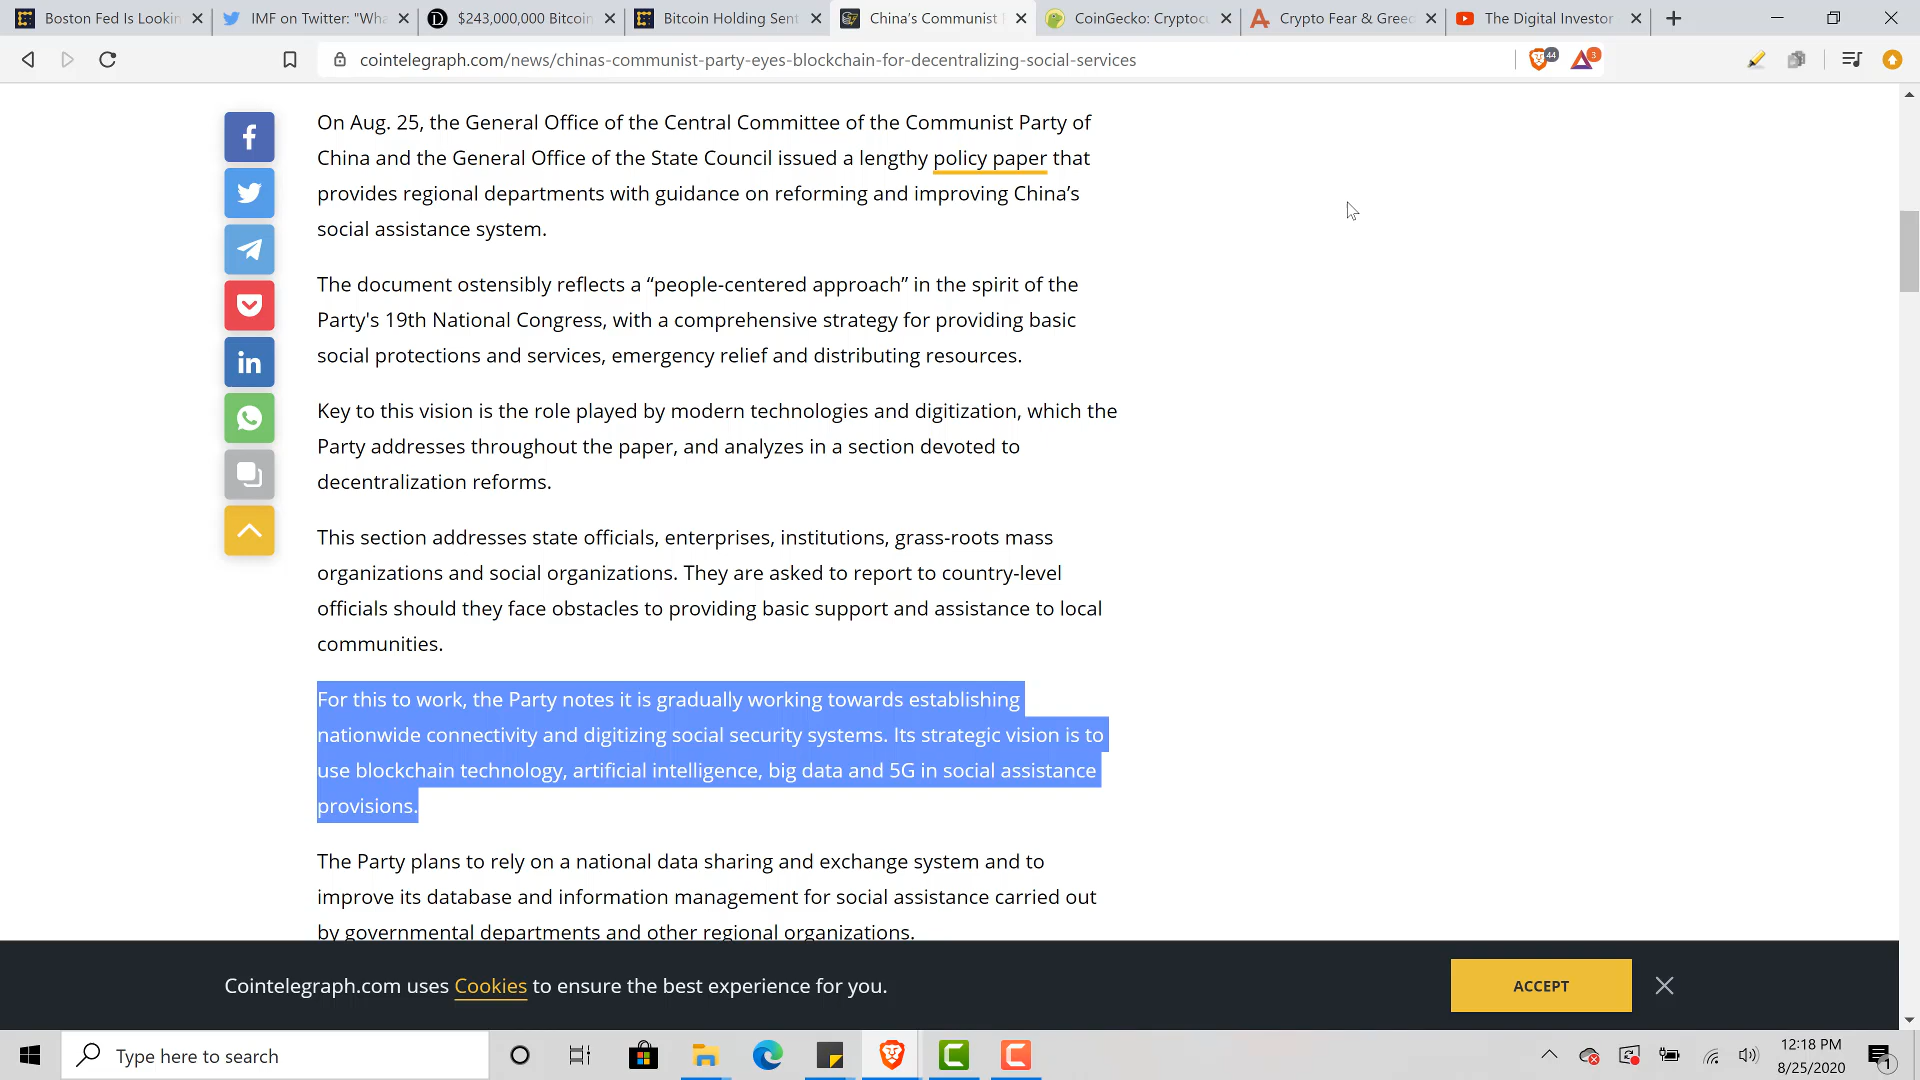 Boston Fed Is Lookin
IMF on Twitter: "Wha
$243,000,000 Bitcoin
Bitcoin Holding Sent
China's Communist
CoinGecko: Cryptocu
Crypto Fear & Greed
The Digital Investor
cointelegraph.com/news/chinas-communist-party-eyes-blockchain-for-decentralizing-social-services
44
3
On Aug. 25, the General Office of the Central Committee of the Communist Party of
China and the General Office of the State Council issued a lengthy policy paper that
provides regional departments with guidance on reforming and improving China's
social assistance system.
The document ostensibly reflects a “people-centered approach” in the spirit of the
Party's 19th National Congress, with a comprehensive strategy for providing basic
social protections and services, emergency relief and distributing resources.
Key to this vision is the role played by modern technologies and digitization, which the
Party addresses throughout the paper, and analyzes in a section devoted to
decentralization reforms.
This section addresses state officials, enterprises, institutions, grass-roots mass
organizations and social organizations. They are asked to report to country-level
officials should they face obstacles to providing basic support and assistance to local
communities.
For this to work, the Party notes it is gradually working towards establishing
nationwide connectivity and digitizing social security systems. Its strategic vision is to
use blockchain technology, artificial intelligence, big data and 5G in social assistance
provisions.
The Party plans to rely on a national data sharing and exchange system and to
improve its database and information management for social assistance carried out
by governmental departments and other regional organizations.
Cointelegraph.com uses Cookies to ensure the best experience for you.
ACCEPT
Type here to search
12:18 PM
8/25/2020
1